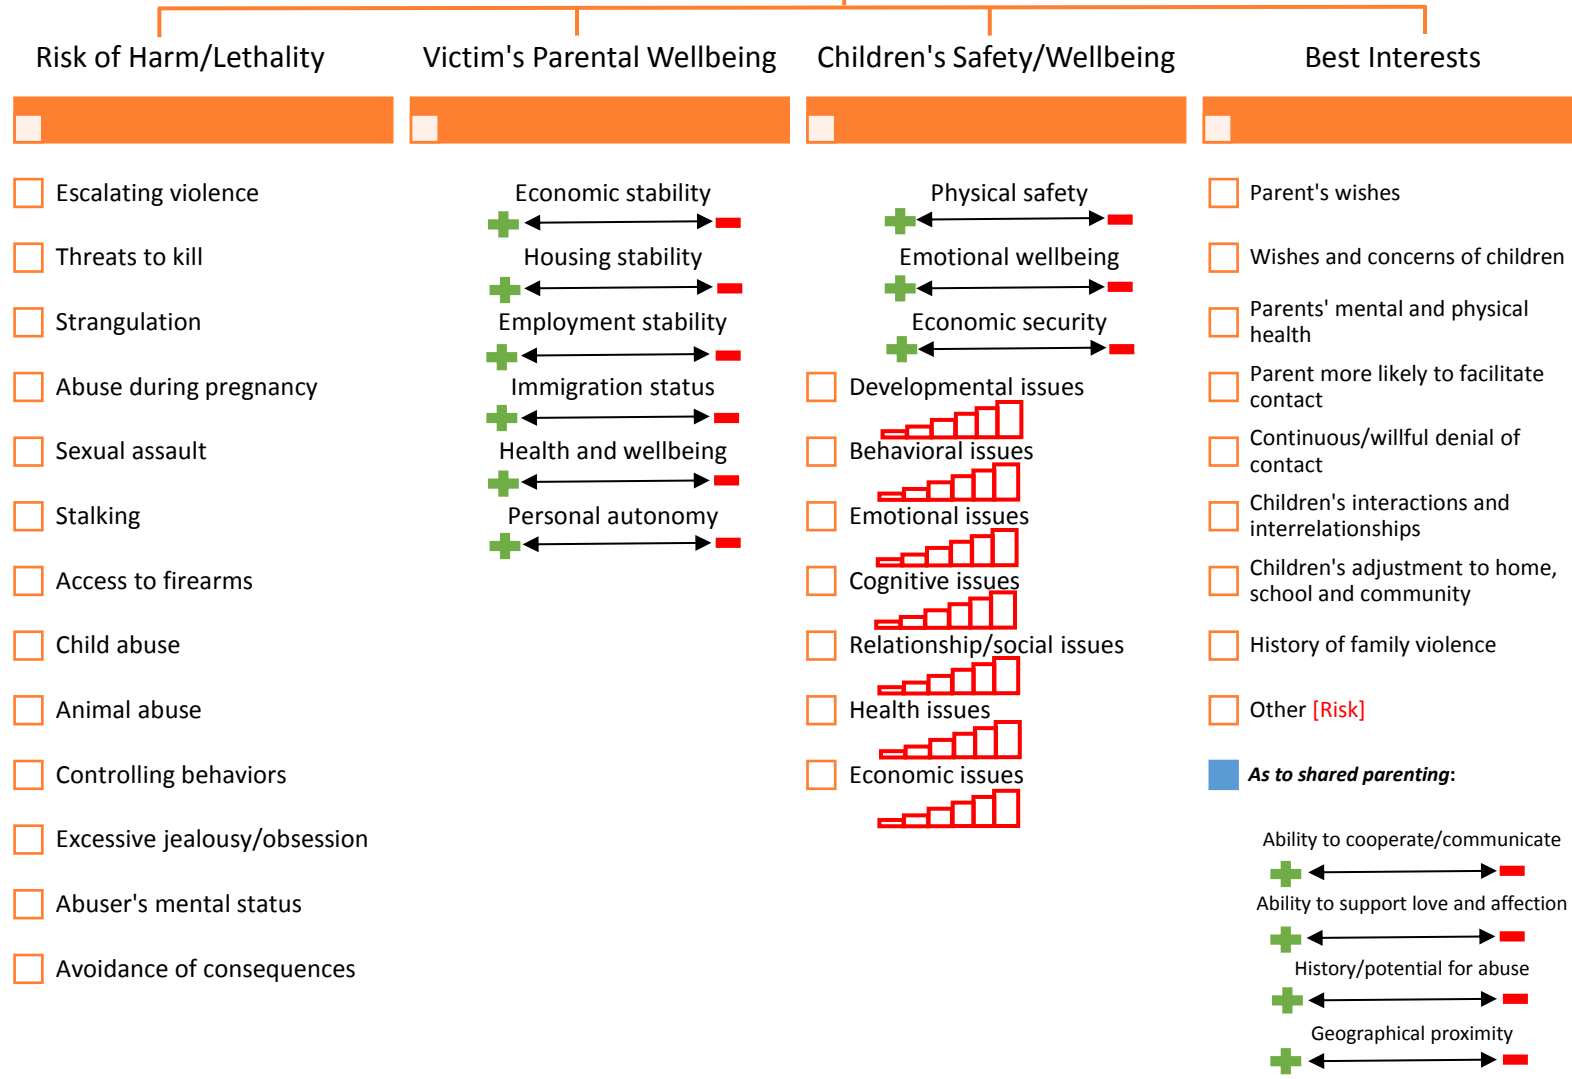 Risk of Harm/Lethality
Escalating violence
Threats to kill
Strangulation
Abuse during pregnancy
Sexual assault
Stalking
Access to firearms
Child abuse
Animal abuse
Controlling behaviors
Excessive jealousy/obsession
Abuser's mental status
Avoidance of consequences
Victim's Parental Wellbeing
Economic stability
Housing stability
Employment stability
Immigration status
Health and wellbeing
Personal autonomy
Children's Safety/Wellbeing
Physical safety
Emotional wellbeing
Economic security
Developmental issues
Behavioral issues
Emotional issues
Cognitive issues
Relationship/social issues
Health issues
Economic issues
Best Interests
Parent's wishes
Wishes and concerns of children
Parents' mental and physical
health
Parent more likely to facilitate
contact
Continuous/willful denial of
contact
Children's interactions and
interrelationships
Children's adjustment to home,
school and community
History of family violence
Other [Risk]
As to shared parenting:
Ability to cooperate/communicate
Ability to support love and affection
History/potential for abuse
Geographical proximity